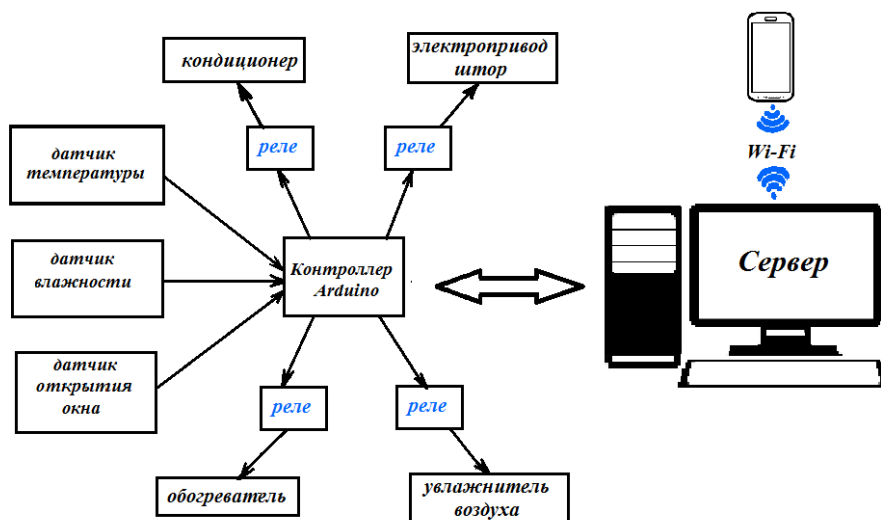 кондиционер
электропривод
штор
реле
реле
Wi-Fi
датчик
температуры
датчик
влажности
Контроллер
Arduino
Сервер
датчик
открытия
окна
реле
реле
обогреватель
увлажнитель
воздуха